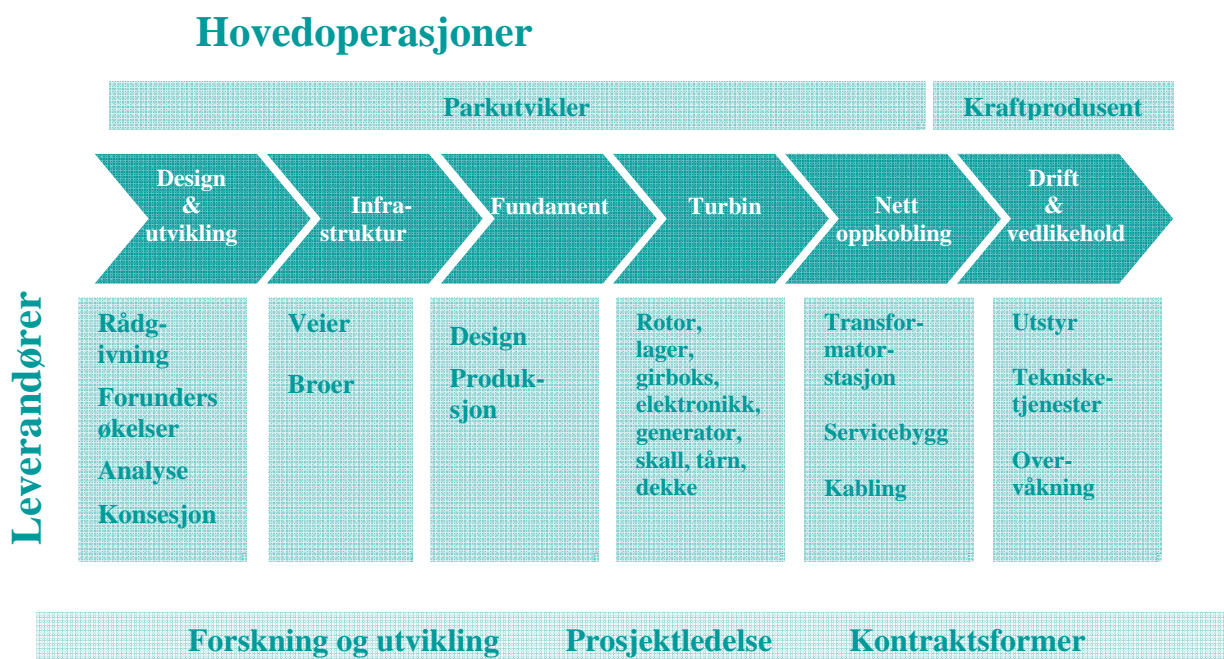 Hovedoperasjoner
Parkutvikler
Kraftprodusent
Design
&
utvikling
Infra-
struktur
Fundament
Turbin
Nett
oppkobling
Drift
&
vedlikehold
Leverandører
Rådg-
ivning
Forunders
økelser
Analyse
Konsesjon
Veier
Broer
Design
Produk-
sjon
Rotor,
lager,
girboks,
elektronikk,
generator,
skall, tårn,
dekke
Transfor-
mator-
stasjon
Servicebygg
Kabling
Utstyr
Tekniske-
tjenester
Over-
våkning
Forskning og utvikling
Prosjektledelse
Kontraktsformer